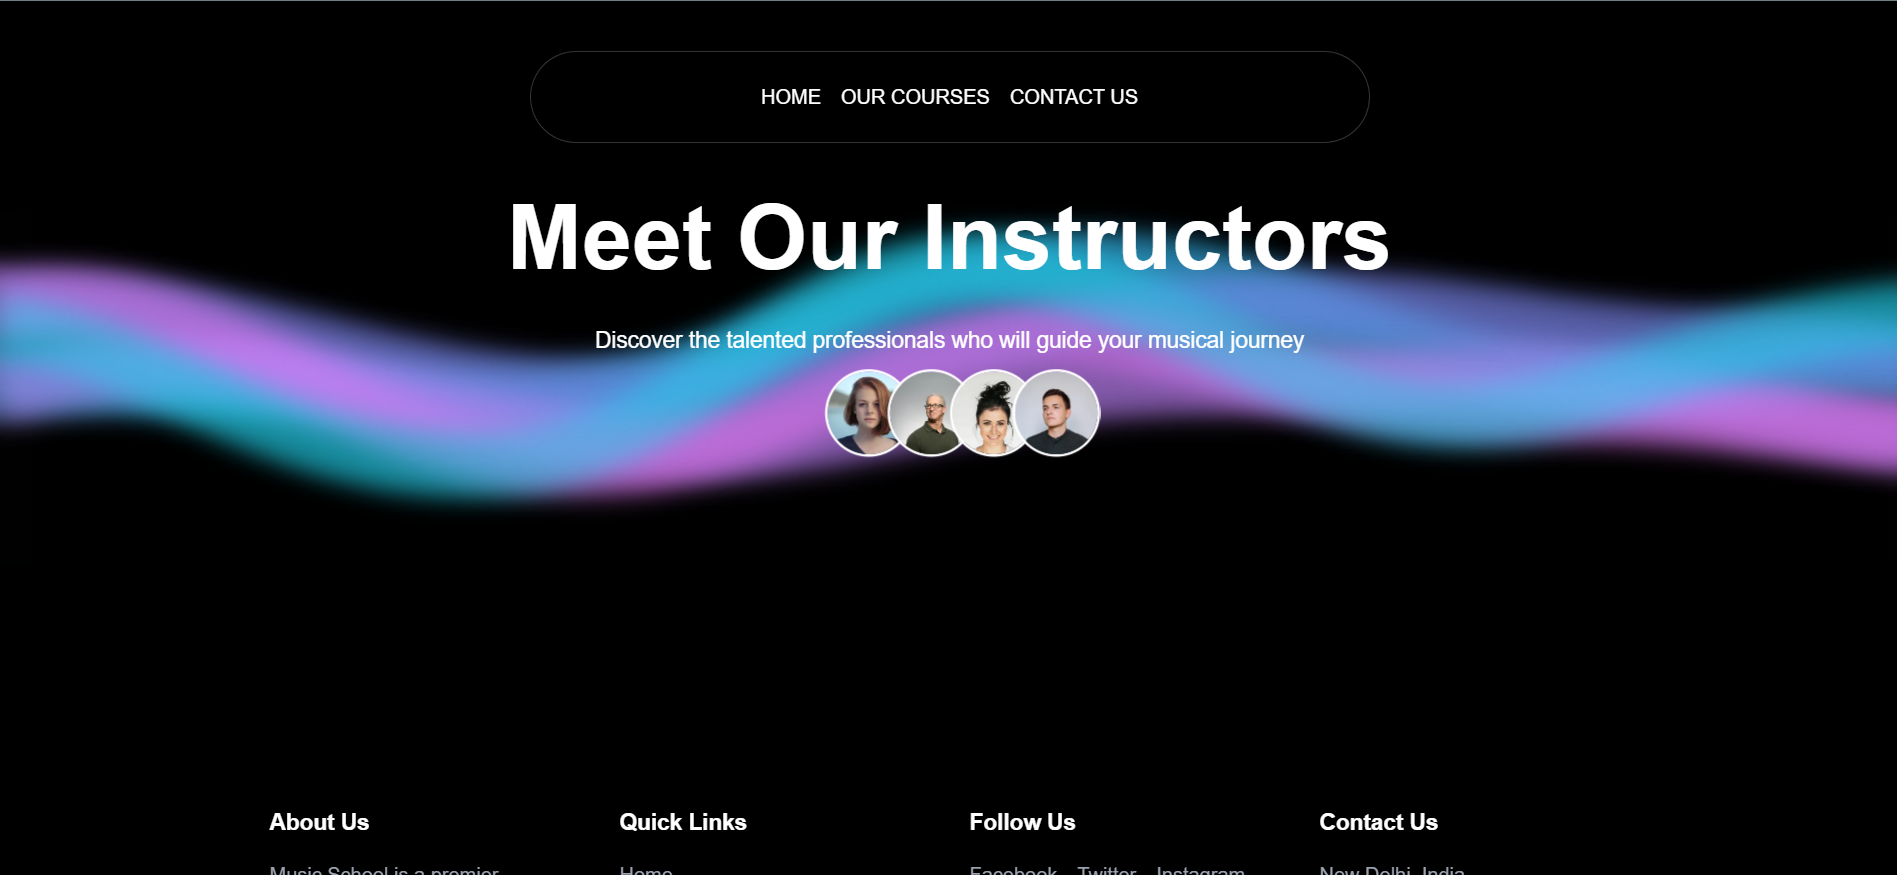 HOME OUR COURSES CONTACT US
Meet Our Instructors
Discover the talented professionals who will guide your musical journey
About Us Quick Links Follow Us Contact Us
Music School is a premier Home Facebook Twitter Instagram New Delhi, India